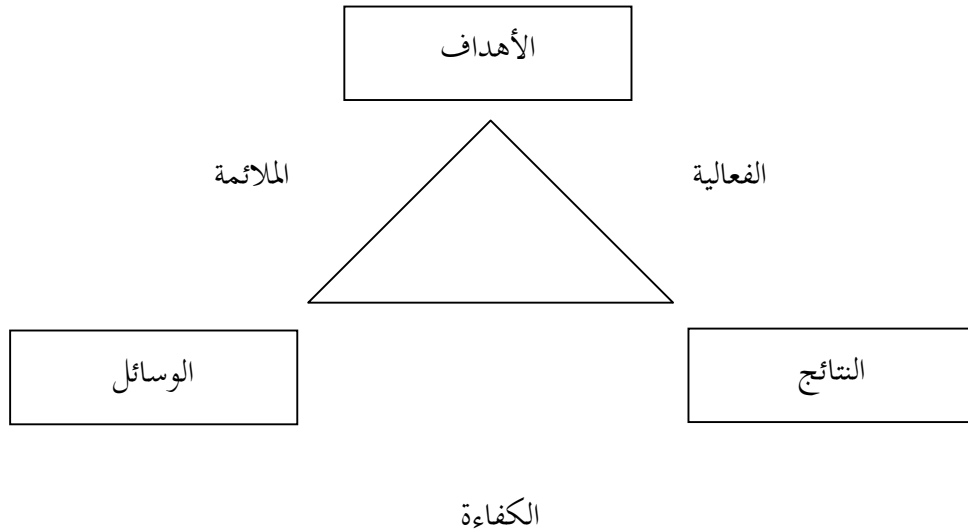 الأهداف
الفعالية
الملائمة
النتائج
الوسائل
الكفاءة